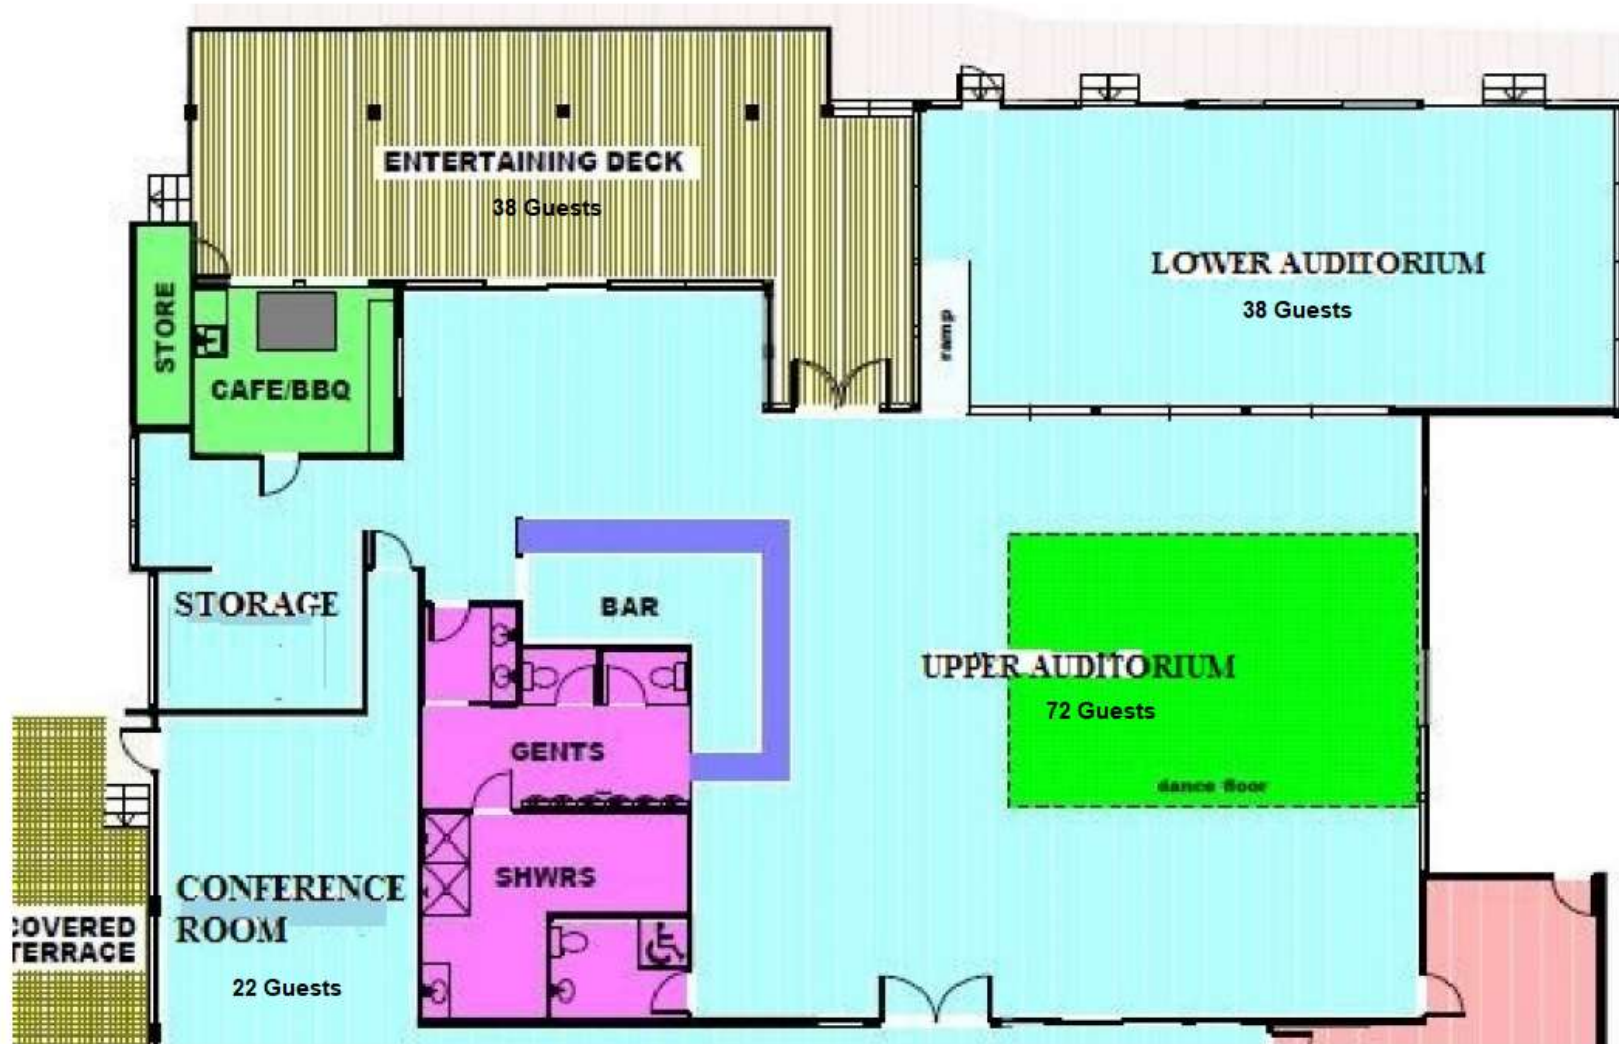 ENTERTAINING DECK
38 Guests
LOWER AUDITORIUM
38 Guests
ramp
STORE
CAFE/BBQ
STORAGE
BAR
UPPER AUDITORIUM
72 Guests
dance floor
GENTS
SHWRS
CONFERENCE
ROOM
22 Guests
COVERED
TERRACE